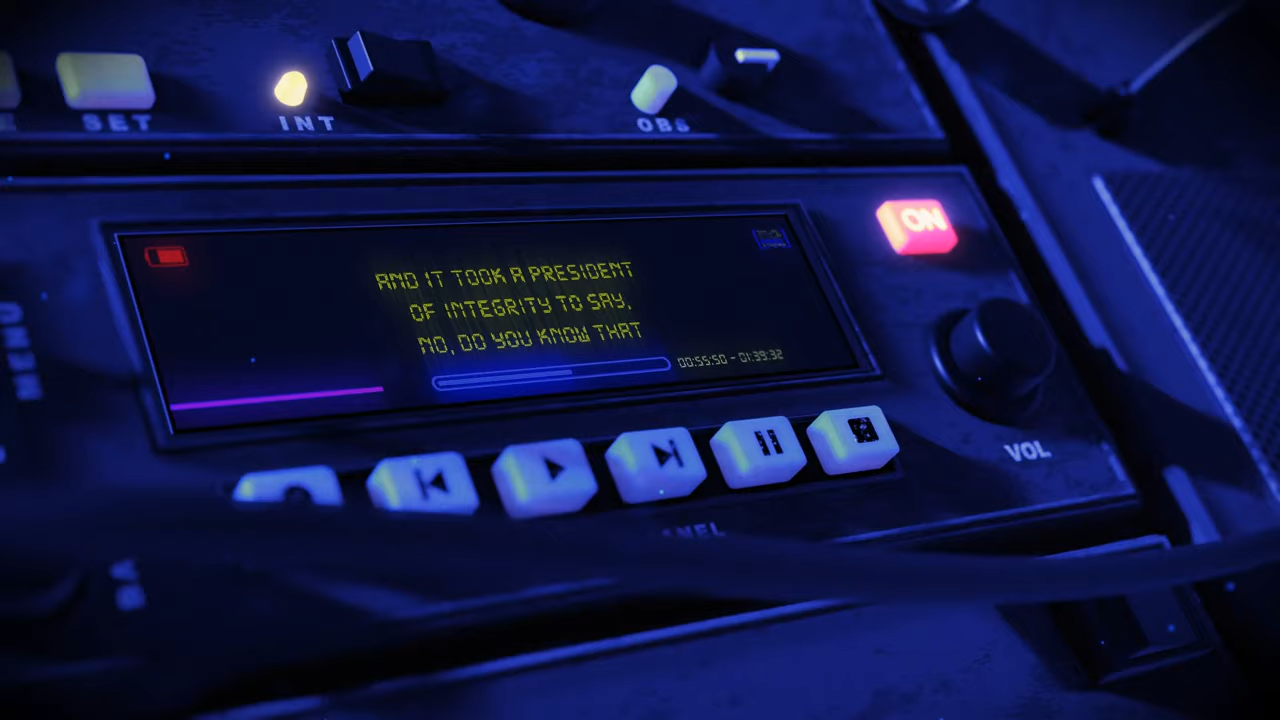 SET
INT
OBS
ON
AND IT TOOK A PRESIDENT
OF INTEGRITY TO SAY,
NO, DO YOU KNOW THAT
00:55:50 - 01:39:32
MENU
VOL